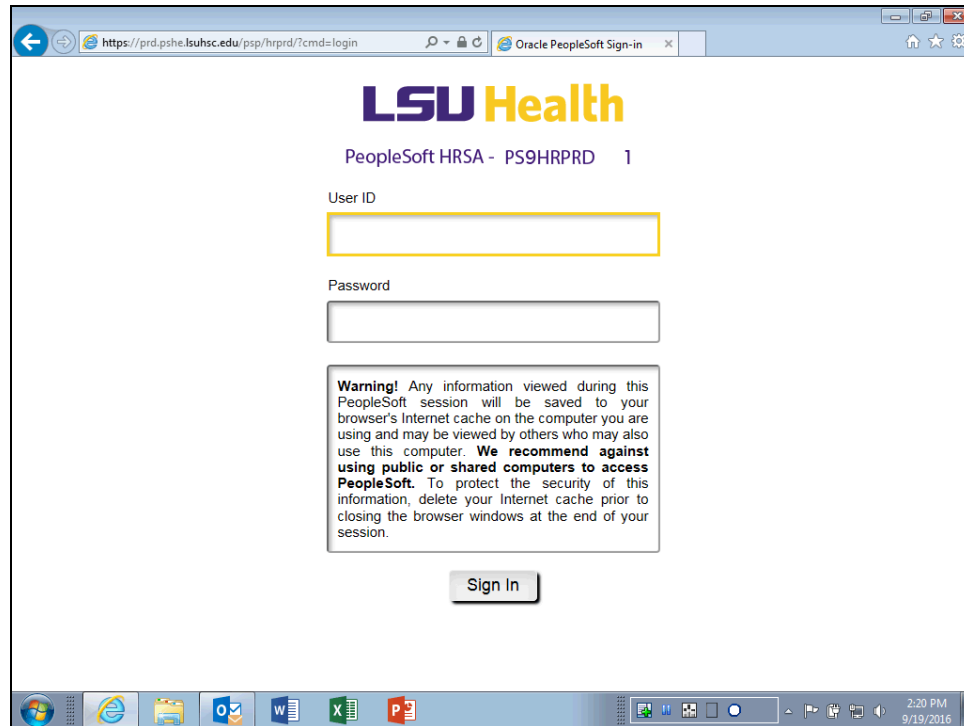 https://prd.pshe.lsuhsc.edu/psp/hrprd/?cmd=login
Oracle PeopleSoft Sign-in
LSU Health
PeopleSoft HRSA - PS9HRPRD 1
User ID
Password
Warning! Any information viewed during this
PeopleSoft session will be saved to your
browser's Internet cache on the computer you are
using and may be viewed by others who may also
use this computer. We recommend against
using public or shared computers to access
PeopleSoft. To protect the security of this
information, delete your Internet cache prior to
closing the browser windows at the end of your
session.
Sign In
2:20 PM
9/19/2016